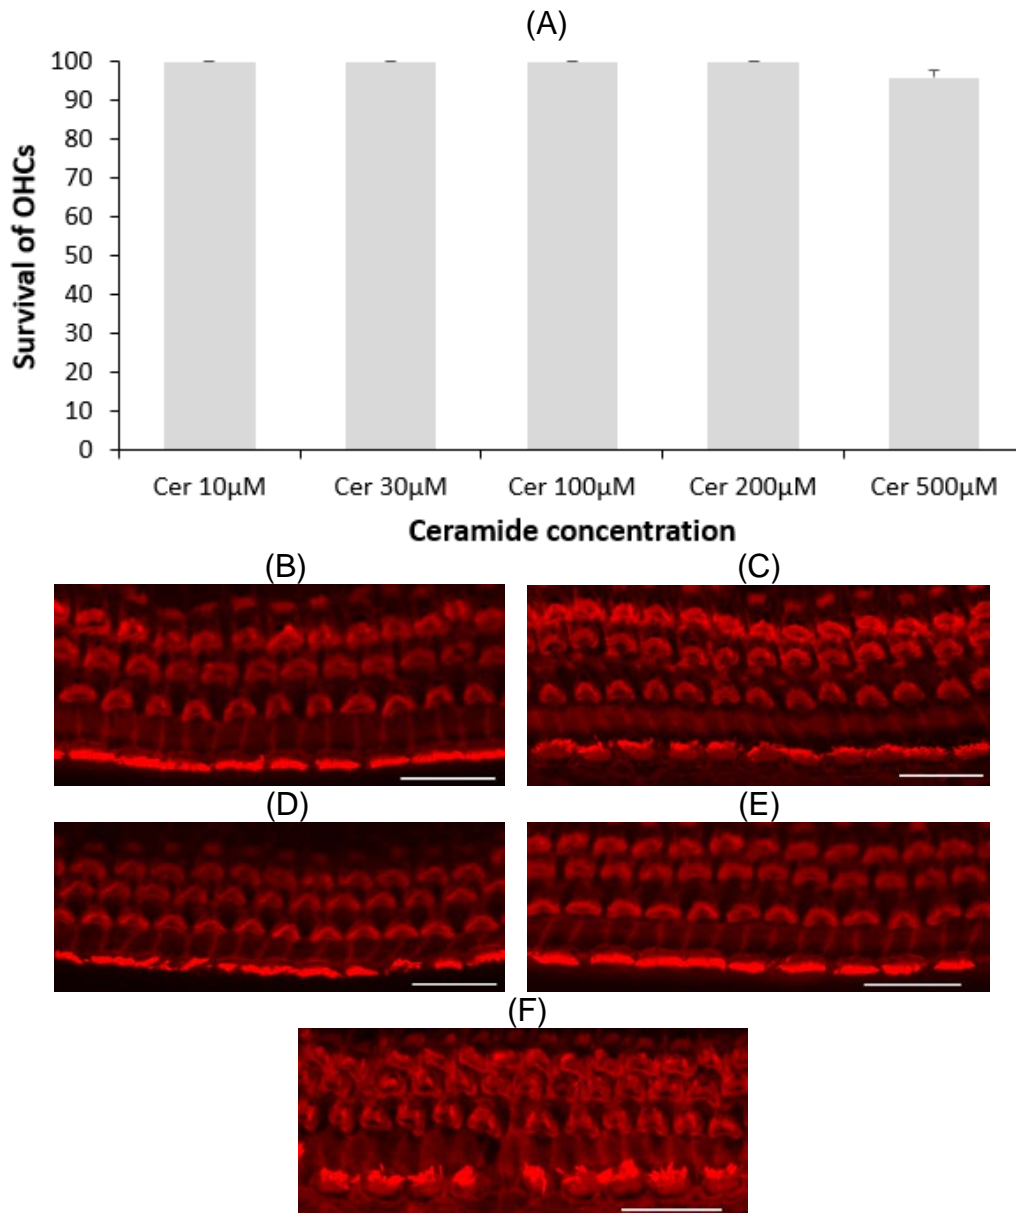 (A)
100
90
80
70
60
50
40
30
20
10
0
Survival of OHCs
Cer 10µM Cer 30µM Cer 100µM Cer 200µM Cer 500µM
Ceramide concentration
(B) (C)
(D) (E)
(F)